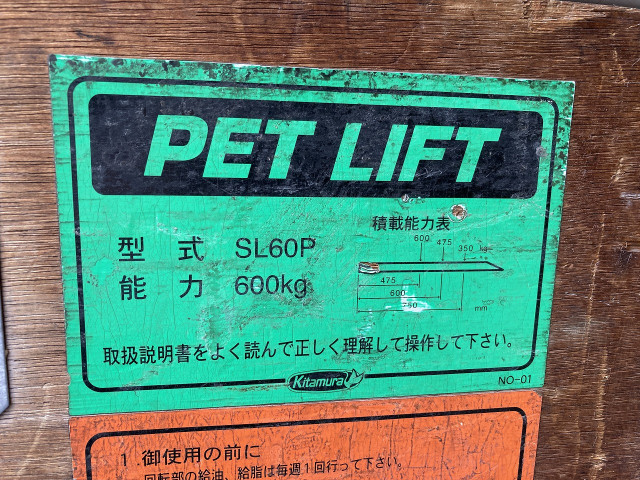 PET LIFT
型 式 SL60P
能 力 600kg
積載能力表
600 475 350 kg
475
600
750
mm
取扱説明書をよく読んで正しく理解して操作して下さい。
Kitamura
NO-01
1.御使用の前に
回転部の給油、給脂は毎週1回行って下さい。